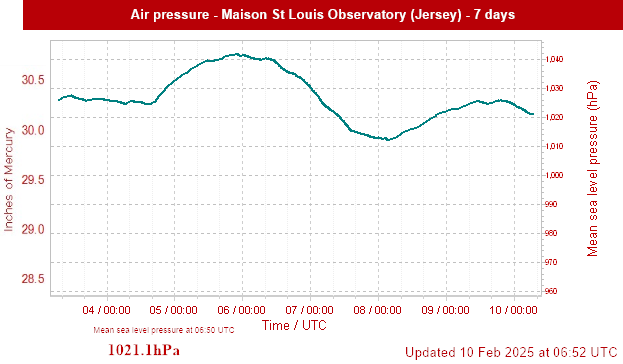 Air pressure - Maison St Louis Observatory (Jersey) - 7 days
30.5
30.0
29.5
29.0
28.5
Inches of Mercury
1,040
1,030
1,020
1,010
1,000
990
980
970
960
Mean sea level pressure (hPa)
04 / 00:00 05 / 00:00 06 / 00:00 07 / 00:00 08 / 00:00 09 / 00:00 10 / 00:00
Time / UTC
Mean sea level pressure at 06:50 UTC
1021.1hPa
Updated 10 Feb 2025 at 06:52 UTC